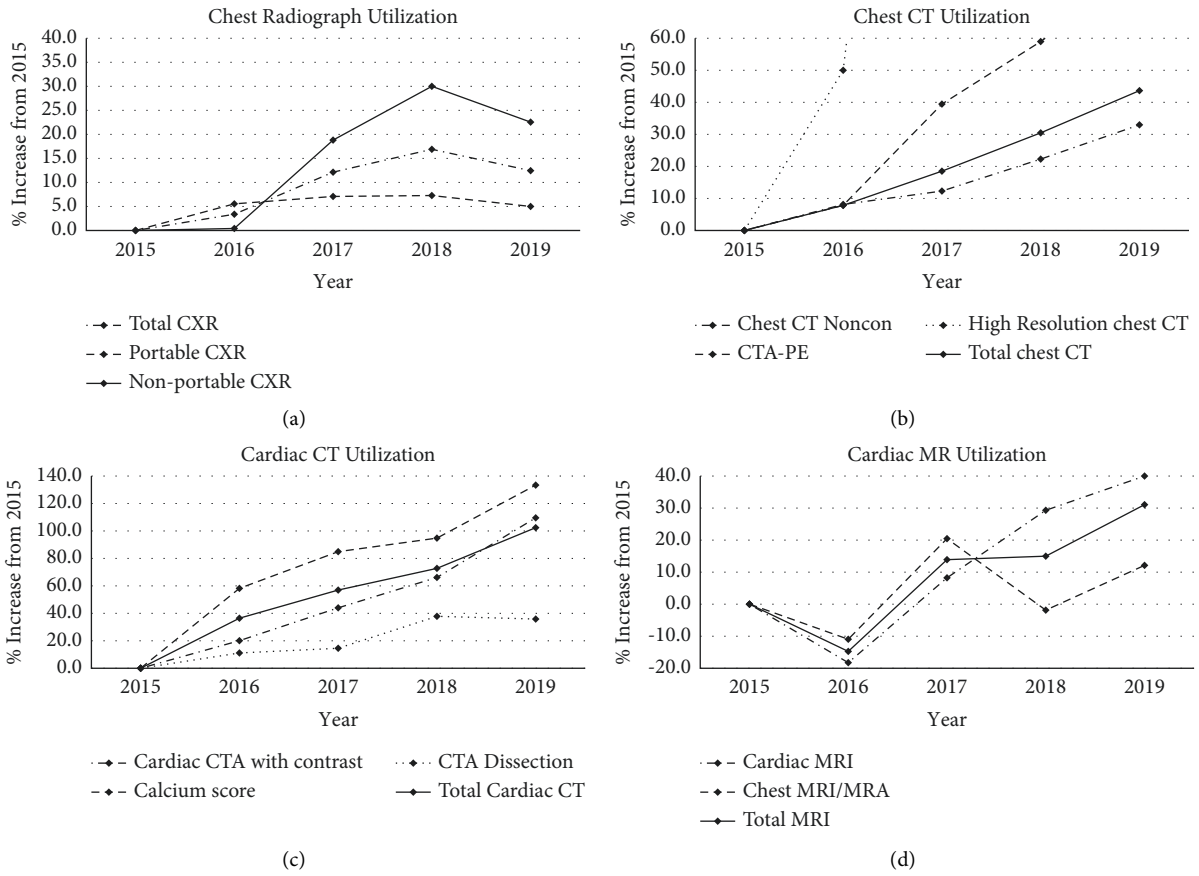 Chest Radiograph Utilization
% Increase from 2015
40.0
35.0
30.0
25.0
20.0
15.0
10.0
5.0
0.0
2015 2016 2017 2018 2019
Year
Total CXR
Portable CXR
Non-portable CXR
(a)
Chest CT Utilization
% Increase from 2015
60.0
50.0
40.0
30.0
20.0
10.0
0.0
2015 2016 2017 2018 2019
Year
Chest CT Noncon High Resolution chest CT
CTA-PE Total chest CT
(b)
Cardiac CT Utilization
% Increase from 2015
140.0
120.0
100.0
80.0
60.0
40.0
20.0
0.0
2015 2016 2017 2018 2019
Year
Cardiac CTA with contrast CTA Dissection
Calcium score Total Cardiac CT
(c)
Cardiac MR Utilization
% Increase from 2015
40.0
30.0
20.0
10.0
0.0
-10.0
-20.0
2015 2016 2017 2018 2019
Year
Cardiac MRI
Chest MRI/MRA
Total MRI
(d)